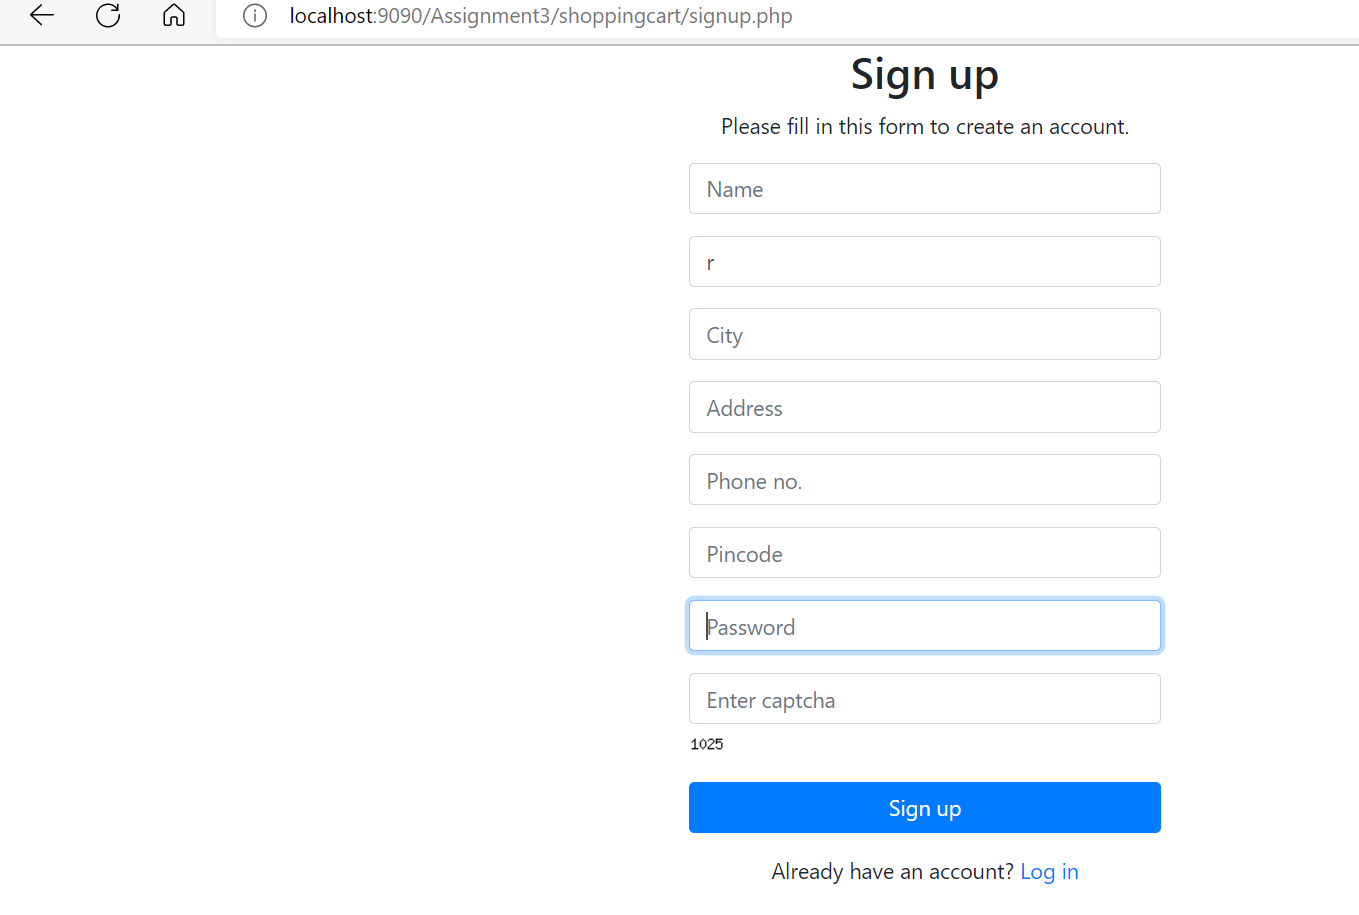 localhost:9090/Assignment3/shoppingcart/signup.php
Sign up
Please fill in this form to create an account.
Name
r
City
Address
Phone no.
Pincode
Password
Enter captcha
1025
Sign up
Already have an account? Log in